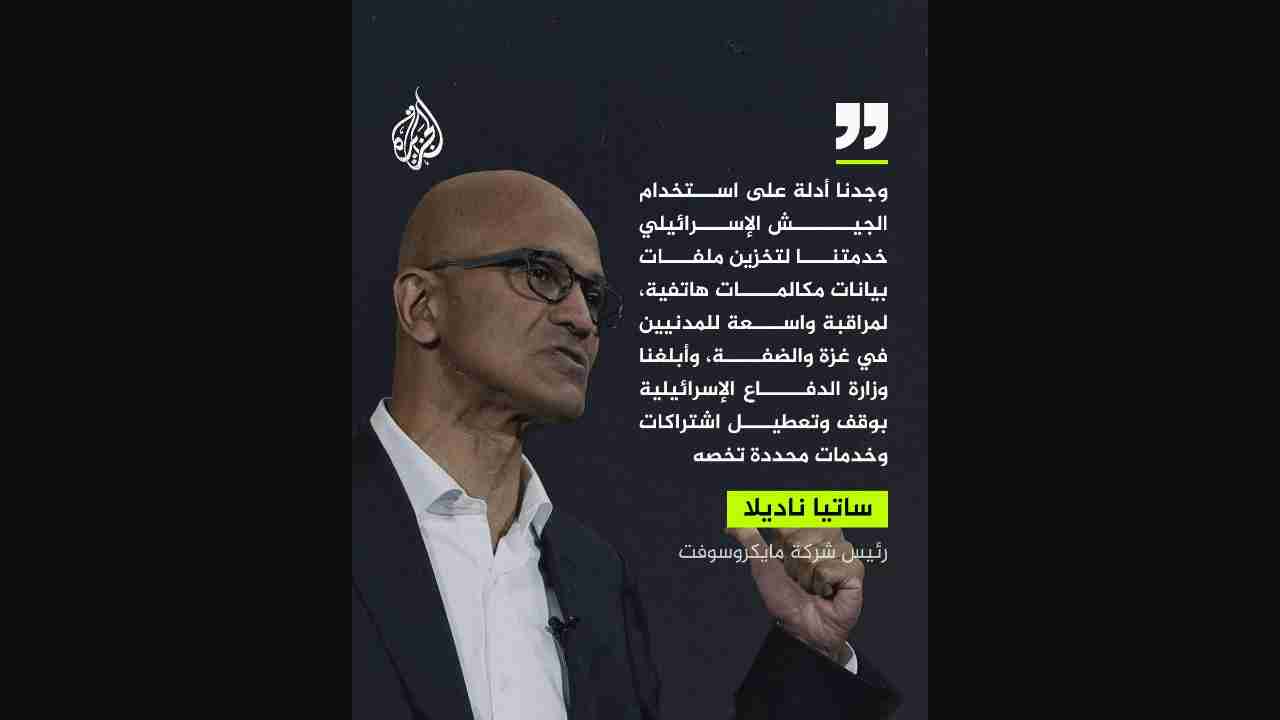 الجزيرة
وجدنا أدلة على استخدام
الجيش الإسرائيلي
خدمتنا لتخزين ملفات
بيانات مكالمات هاتفية،
لمراقبة واسعة للمدنيين
في غزة والضفة، وأبلغنا
وزارة الدفاع الإسرائيلية
بوقف وتعطيل اشتراكات
وخدمات محددة تخصه
ساتيا ناديلا
رئيس شركة مايكروسوفت